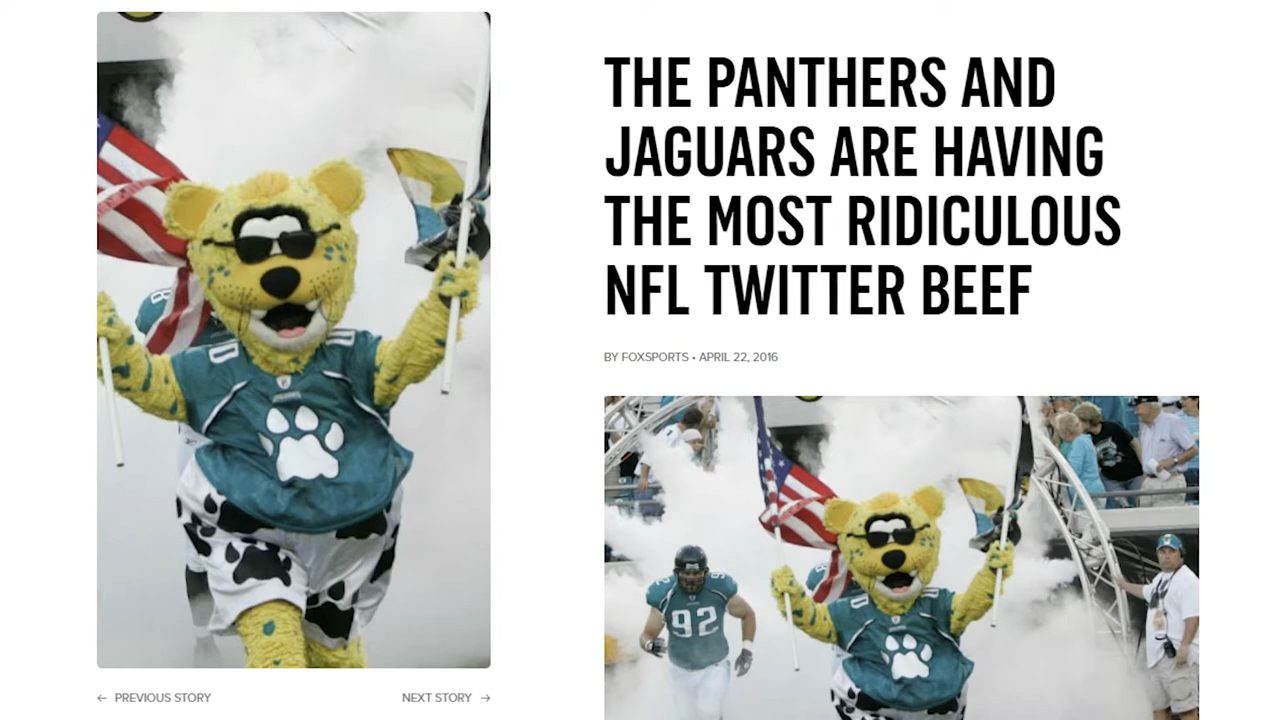 THE PANTHERS AND
JAGUARS ARE HAVING
THE MOST RIDICULOUS
NFL TWITTER BEEF
BY FOXSPORTS • APRIL 22, 2016
92
← PREVIOUS STORY
NEXT STORY →